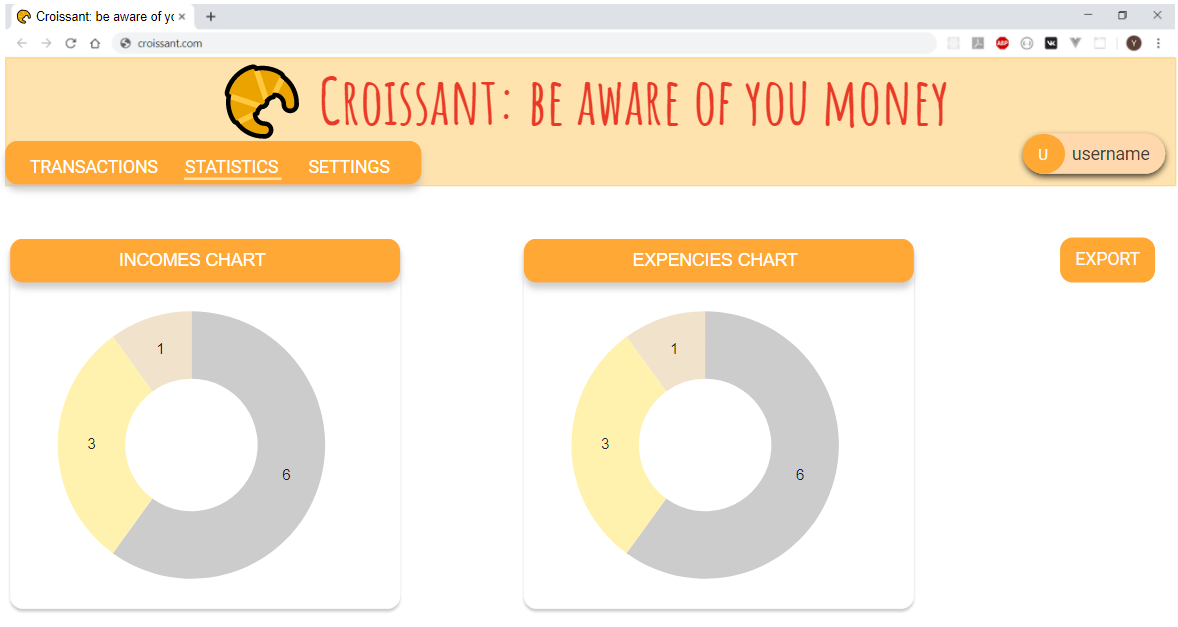 Croissant: be aware of yo
croissant.com
ABP
Y
Croissant: be aware of you money
TRANSACTIONS STATISTICS SETTINGS
U username
INCOMES CHART
EXPENCIES CHART
EXPORT
1
3
6
1
3
6